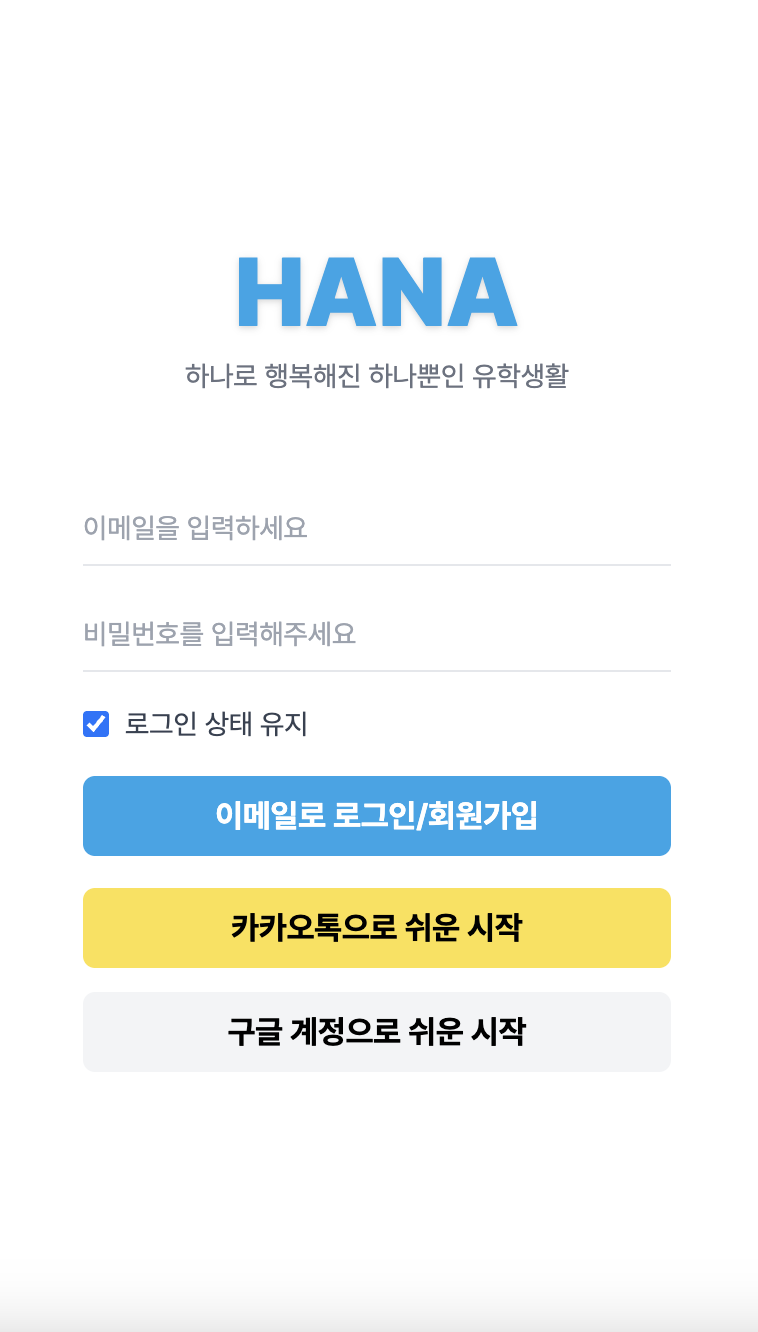 HANA
하나로 행복해진 하나뿐인 유학생활
이메일을 입력하세요
비밀번호를 입력해주세요
로그인 상태 유지
이메일로 로그인/회원가입
카카오톡으로 쉬운 시작
구글 계정으로 쉬운 시작